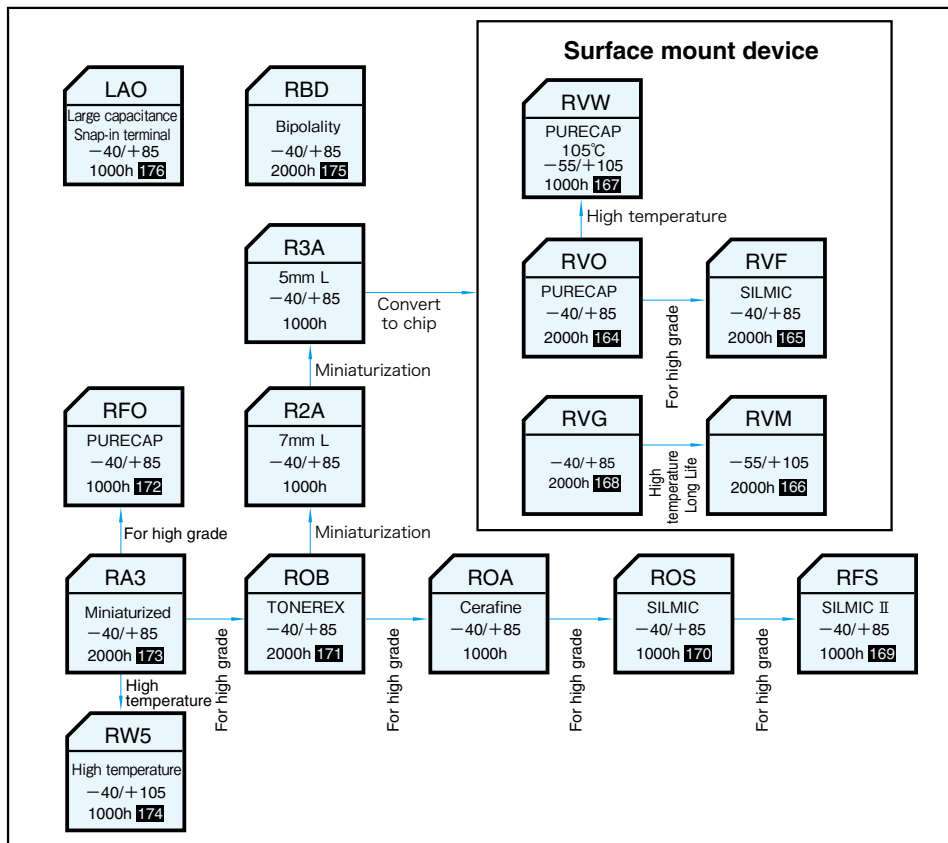 Surface mount device
LAO
Large capacitance
Snap-in terminal
−40/+85
1000h 176
RBD
Bipolality
−40/+85
2000h 175
RVW
PURECAP
105℃
−55/+105
1000h 167
High temperature
R3A
5mm L
−40/+85
1000h
Convert
to chip
RVO
PURECAP
−40/+85
2000h 164
For high grade
RVF
SILMIC
−40/+85
2000h 165
Miniaturization
RFO
PURECAP
−40/+85
1000h 172
R2A
7mm L
−40/+85
1000h
RVG
−40/+85
2000h 168
High
temperature
Long Life
RVM
−55/+105
2000h 166
For high grade
Miniaturization
RA3
Miniaturized
−40/+85
2000h 173
For high grade
ROB
TONEREX
−40/+85
2000h 171
For high grade
ROA
Cerafine
−40/+85
1000h
For high grade
ROS
SILMIC
−40/+85
1000h 170
For high grade
RFS
SILMIC II
−40/+85
1000h 169
High
temperature
RW5
High temperature
−40/+105
1000h 174